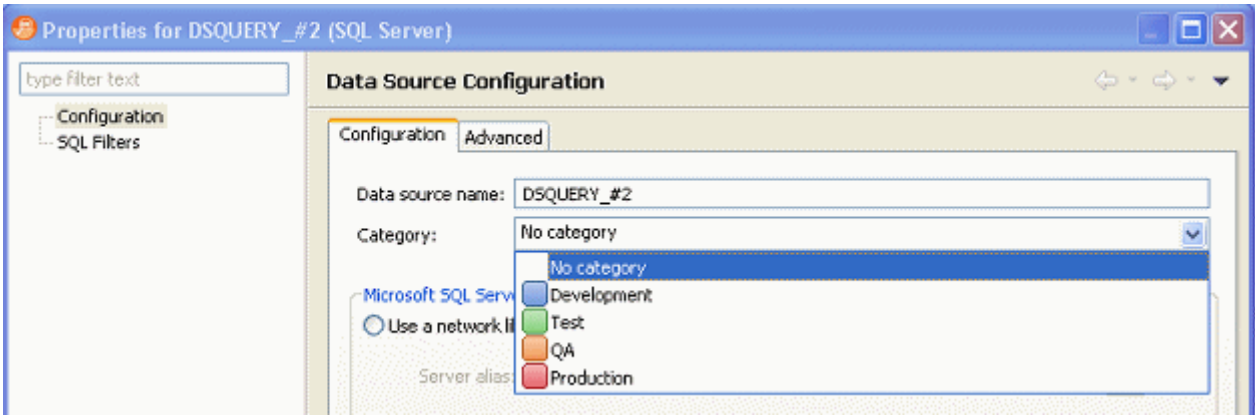 Properties for DSQUERY_#2 (SQL Server)
type filter text
Configuration
SQL Filters
Data Source Configuration
Configuration
Advanced
Data source name:
DSQUERY_#2
Category:
No category
No category
Development
Test
QA
Production
Microsoft SQL Serv
Use a network li
Server alias: